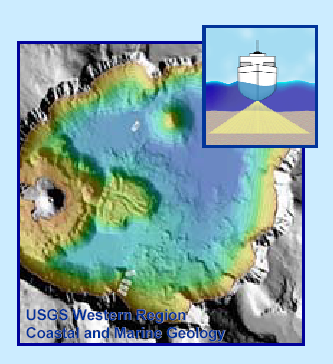 USGS Western Region
Coastal and Marine Geology